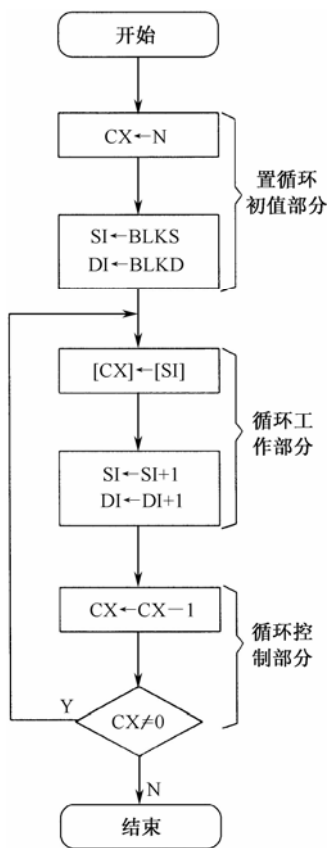 开始
CX←N
置循环
初值部分
SI←BLKS
DI←BLKD
[CX]←[SI]
循环工
作部分
SI←SI+1
DI←DI+1
CX←CX－1
循环控
制部分
Y
CX≠0
N
结束